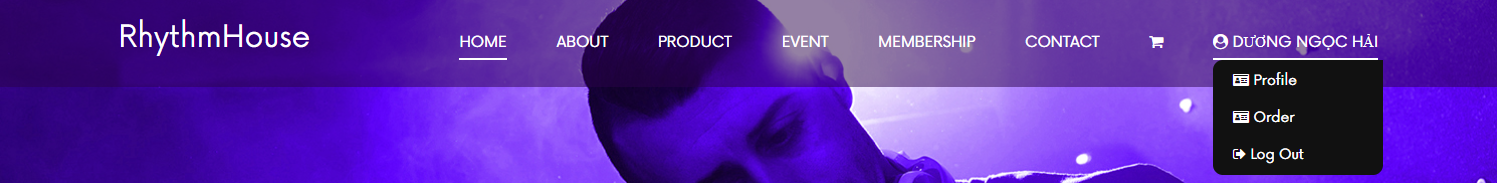 RhythmHouse
HOME ABOUT PRODUCT EVENT MEMBERSHIP CONTACT DƯƠNG NGỌC HẢI
Profile
Order
Log Out